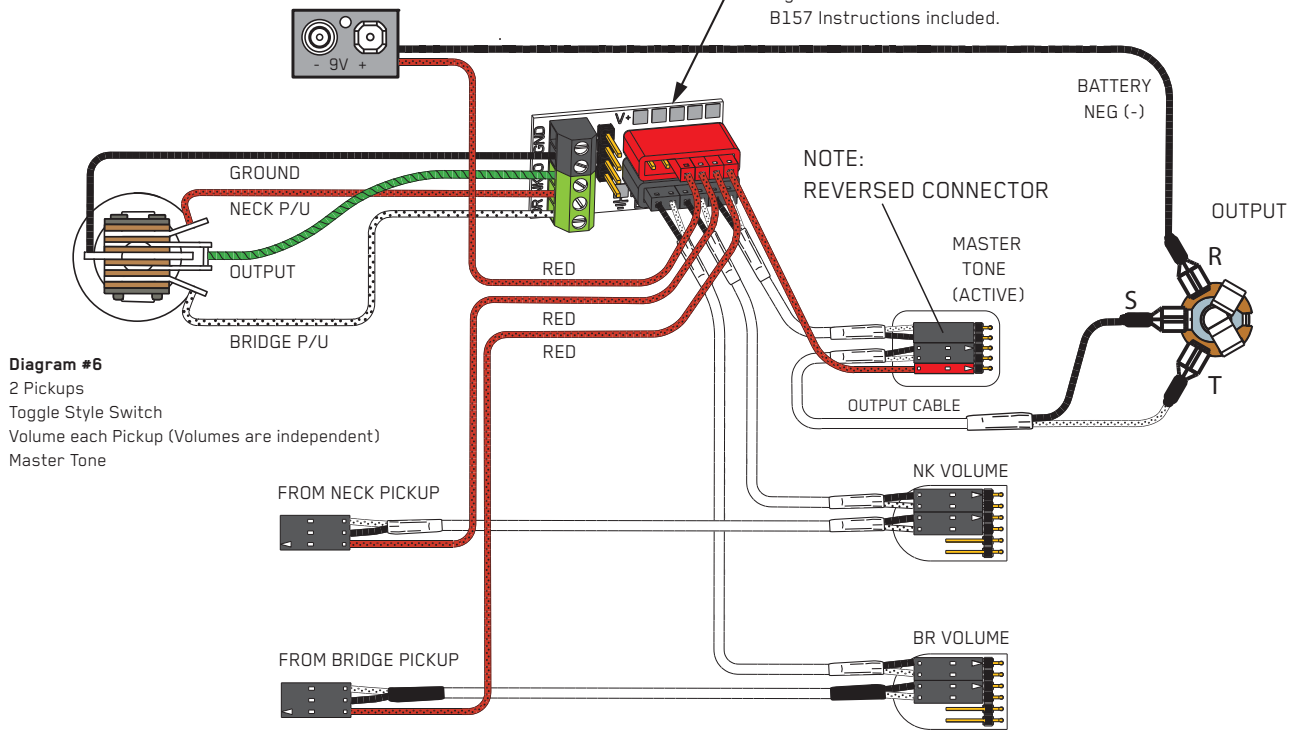 B157 Instructions included.
- 9V +
BATTERY
NEG (-)
V+
GND
NOTE:
REVERSED CONNECTOR
OUTPUT
GROUND
NECK P/U
OUTPUT
BRIDGE P/U
RED
RED
RED
MASTER
TONE
(ACTIVE)
R
S
T
OUTPUT CABLE
Diagram #6
2 Pickups
Toggle Style Switch
Volume each Pickup (Volumes are independent)
Master Tone
NK VOLUME
FROM NECK PICKUP
BR VOLUME
FROM BRIDGE PICKUP